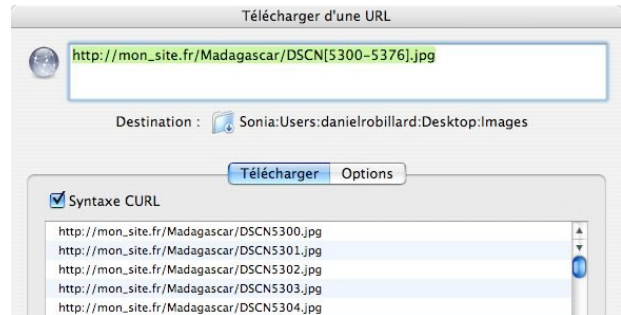 Télécharger d'une URL
http://mon_site.fr/Madagascar/DSCN[5300-5376].jpg
Destination : Sonia:Users:danielrobillard:Desktop:Images
Télécharger Options
Syntaxe CURL
http://mon_site.fr/Madagascar/DSCN5300.jpg
http://mon_site.fr/Madagascar/DSCN5301.jpg
http://mon_site.fr/Madagascar/DSCN5302.jpg
http://mon_site.fr/Madagascar/DSCN5303.jpg
http://mon_site.fr/Madagascar/DSCN5304.jpg